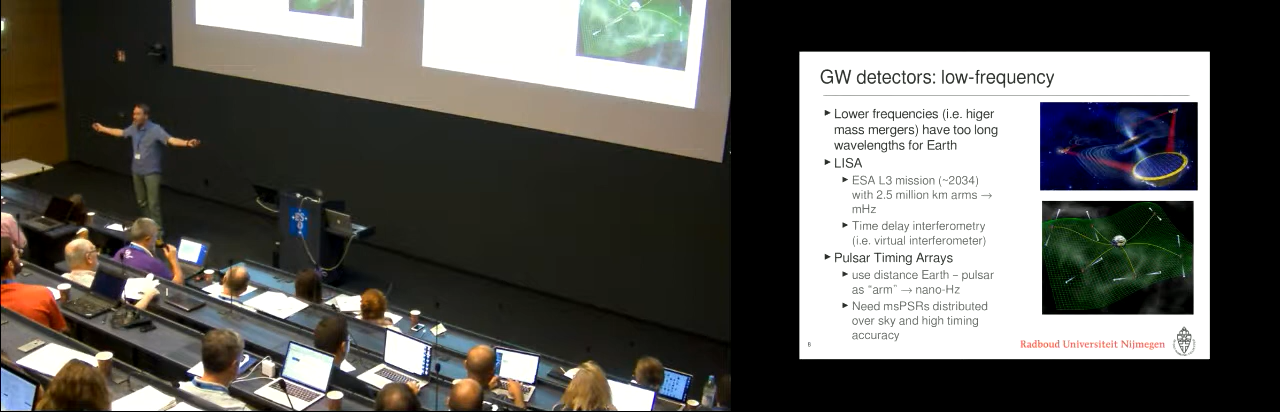 GW detectors: low-frequency
Lower frequencies (i.e. higer
mass mergers) have too long
wavelengths for Earth
LISA
ESA L3 mission (~2034)
with 2.5 million km arms →
mHz
Time delay interferometry
(i.e. virtual interferometer)
Pulsar Timing Arrays
use distance Earth – pulsar
as “arm” → nano-Hz
Need msPSRs distributed
over sky and high timing
accuracy
8
Radboud Universiteit Nijmegen